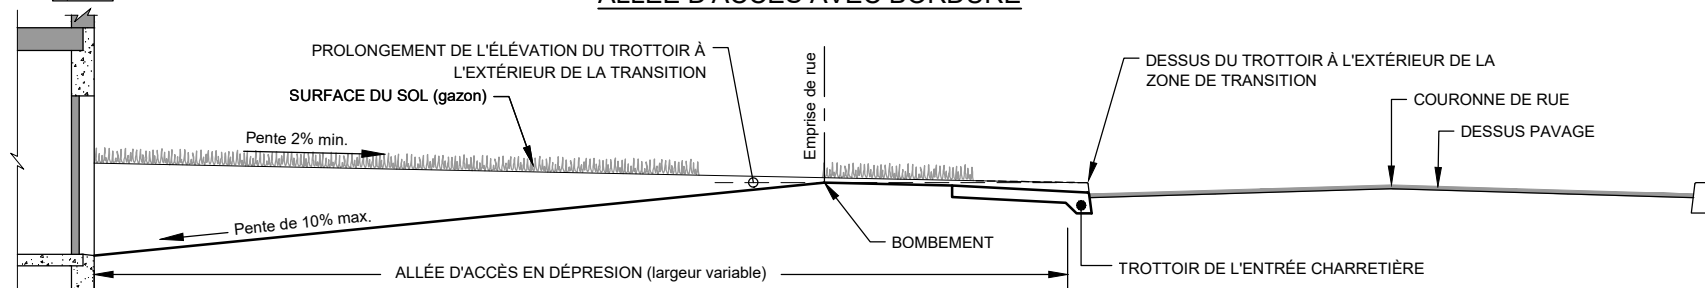 ALLÉE D'ACCÈS AVEC BORDURE
PROLONGEMENT DE L'ÉLÉVATION DU TROTTOIR À
L'EXTÉRIEUR DE LA TRANSITION
SURFACE DU SOL (gazon)
Pente 2% min.
Emprise de rue
DESSUS DU TROTTOIR À L'EXTÉRIEUR DE LA
ZONE DE TRANSITION
COURONNE DE RUE
DESSUS PAVAGE
Pente de 10% max.
BOMBEMENT
ALLÉE D'ACCÈS EN DÉPRESION (largeur variable)
TROTTOIR DE L'ENTRÉE CHARRETIÈRE